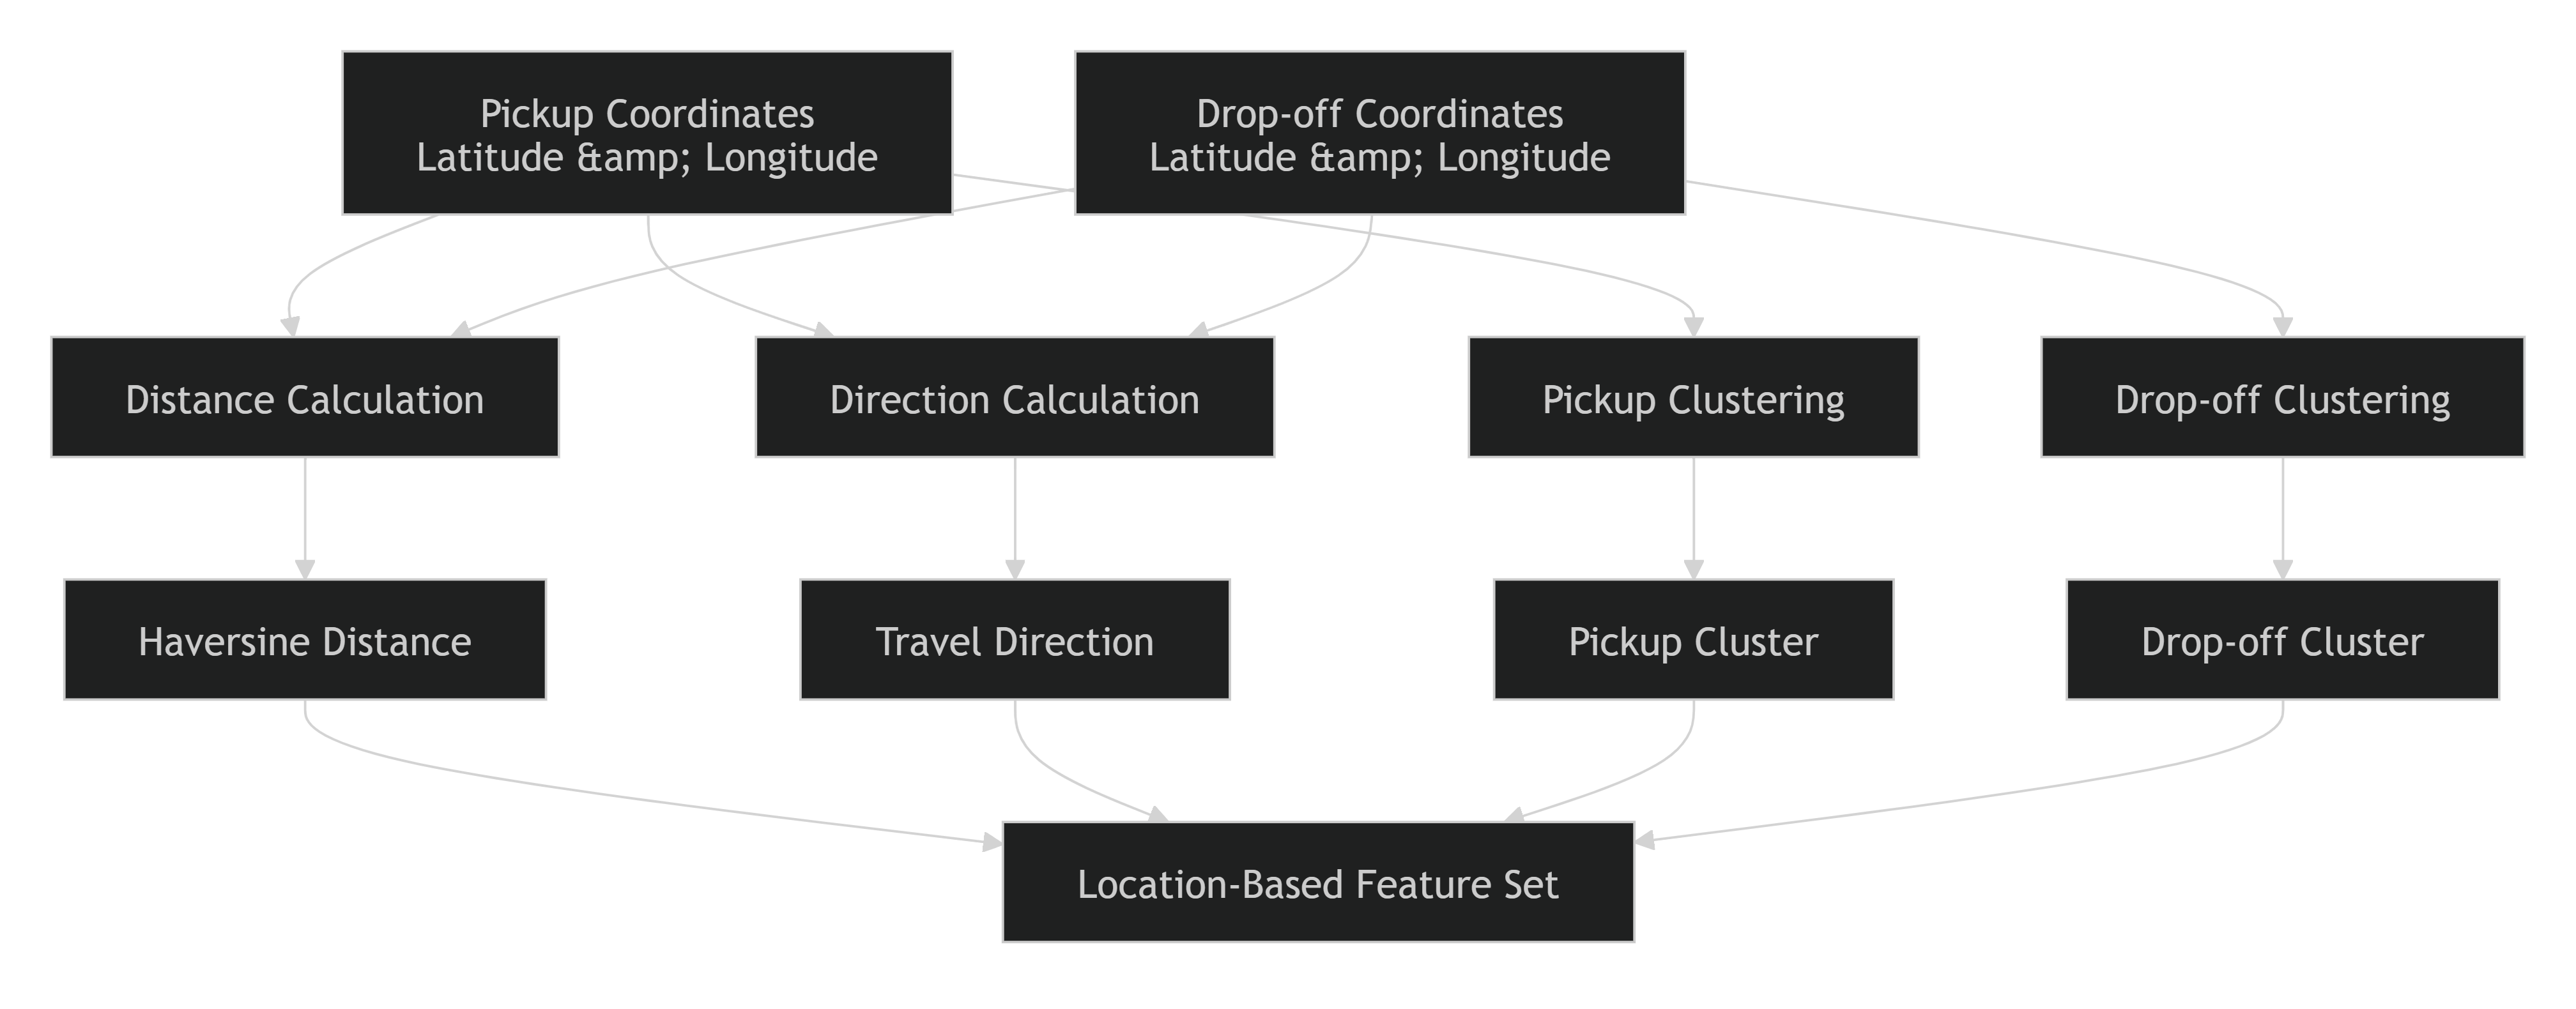 Pickup Coordinates
Latitude &amp; Longitude
Drop-off Coordinates
Latitude &amp; Longitude
Distance Calculation
Direction Calculation
Pickup Clustering
Drop-off Clustering
Haversine Distance
Travel Direction
Pickup Cluster
Drop-off Cluster
Location-Based Feature Set